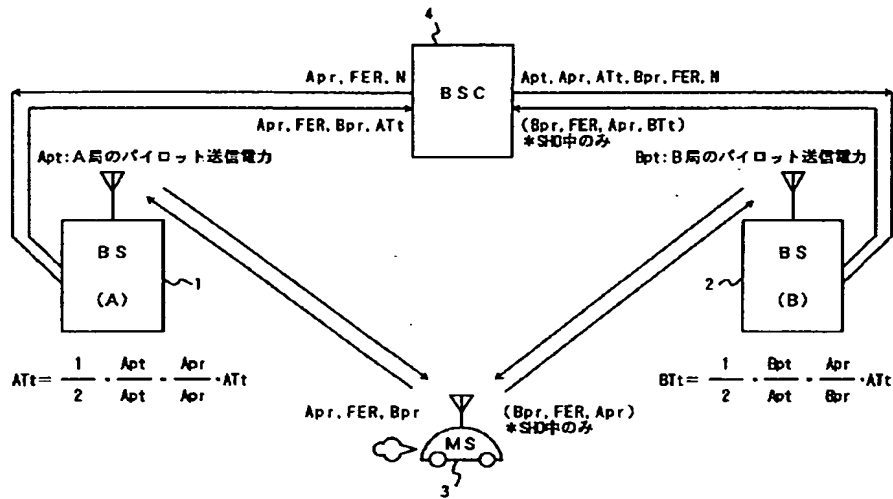 4
BSC
Apr, FER, N
Apt, Apr, ATt, Bpr, FER, N
Apr, FER, Bpr, ATt
(Bpr, FER, Apr, BTt)
*SHO中のみ
Apt:A局のパイロット送信電力
Bpt:B局のパイロット送信電力
BS
(A)
1
BS
(B)
2
ATt= 1/2 · Apt/Apt · Apr/Apr · ATt
BTt= 1/2 · Bpt/Apt · Apr/Bpr · ATt
Apr, FER, Bpr
(Bpr, FER, Apr)
*SHO中のみ
MS
3